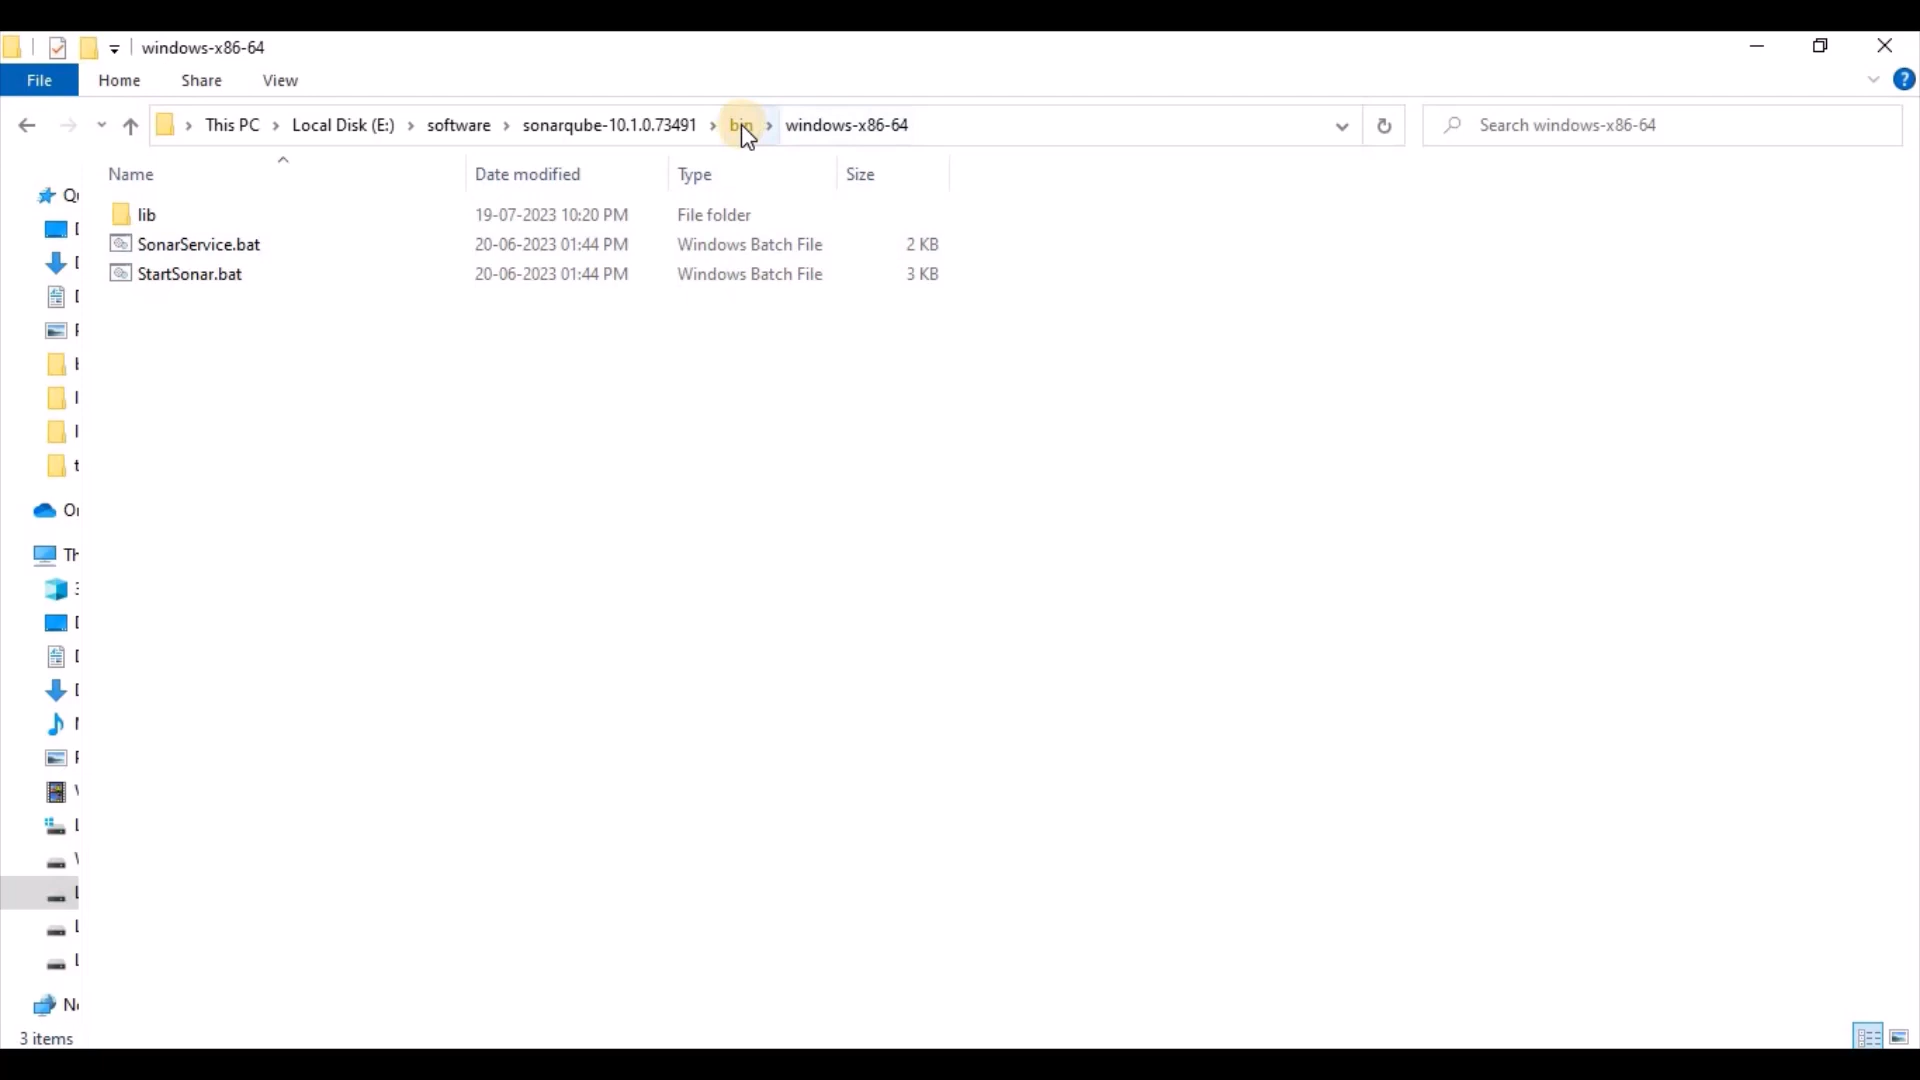 windows-x86-64
File Home Share View
This PC > Local Disk (E:) > software > sonarqube-10.1.0.73491 > bin > windows-x86-64
Search windows-x86-64
Name Date modified Type Size
lib 19-07-2023 10:20 PM File folder
SonarService.bat 20-06-2023 01:44 PM Windows Batch File 2 KB
StartSonar.bat 20-06-2023 01:44 PM Windows Batch File 3 KB
3 items